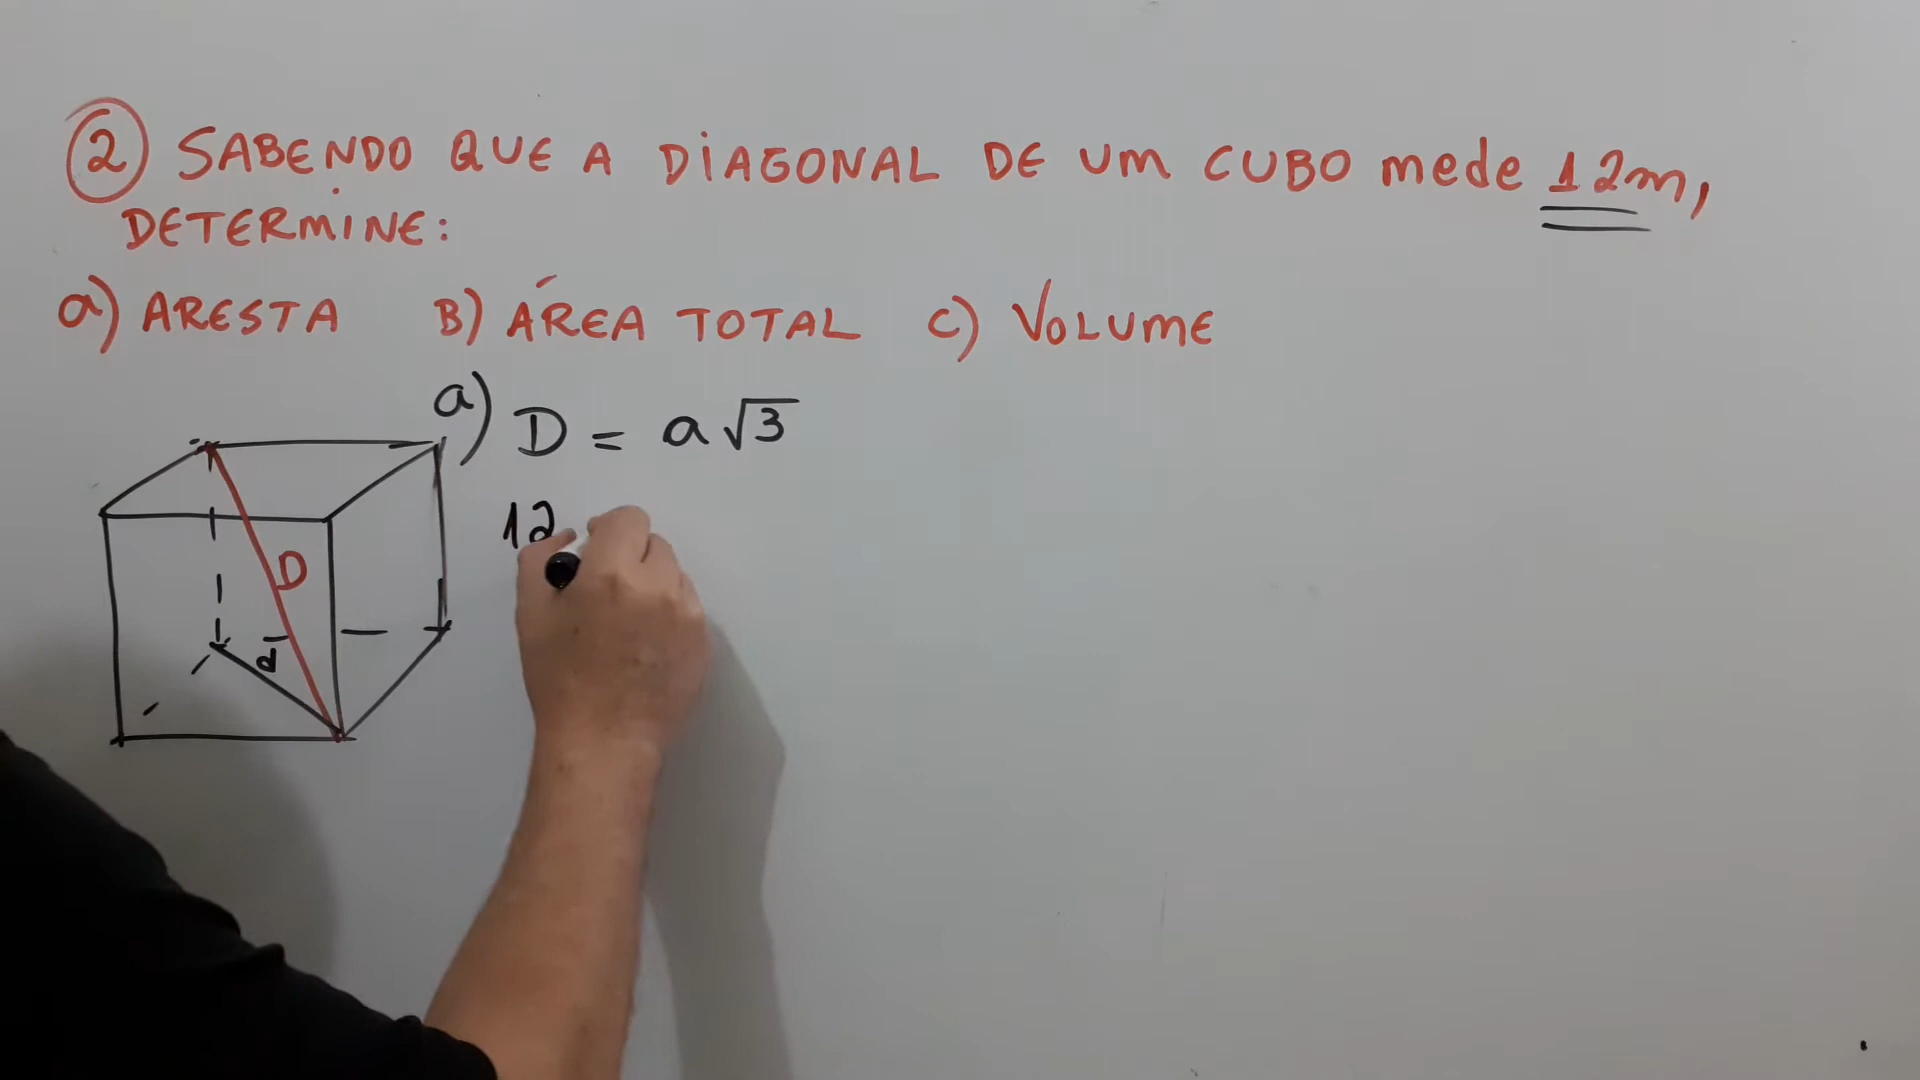 2 SABENDO QUE A DIAGONAL DE UM CUBO mede 12m,
DETERMINE:
a) ARESTA B) ÁREA TOTAL C) VOLUME
a) D = a√3
12
D
d